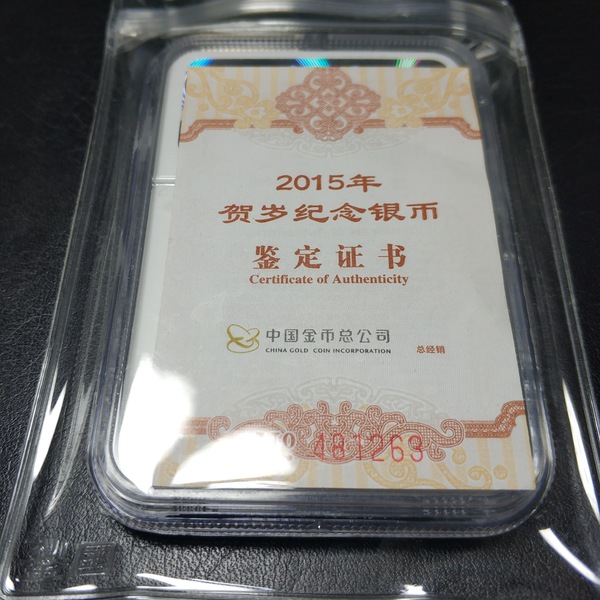 2015年
贺岁纪念银币
鉴定证书
Certificate of Authenticity
中国金币总公司
CHINA GOLD COIN INCORPORATION
总经销
481263